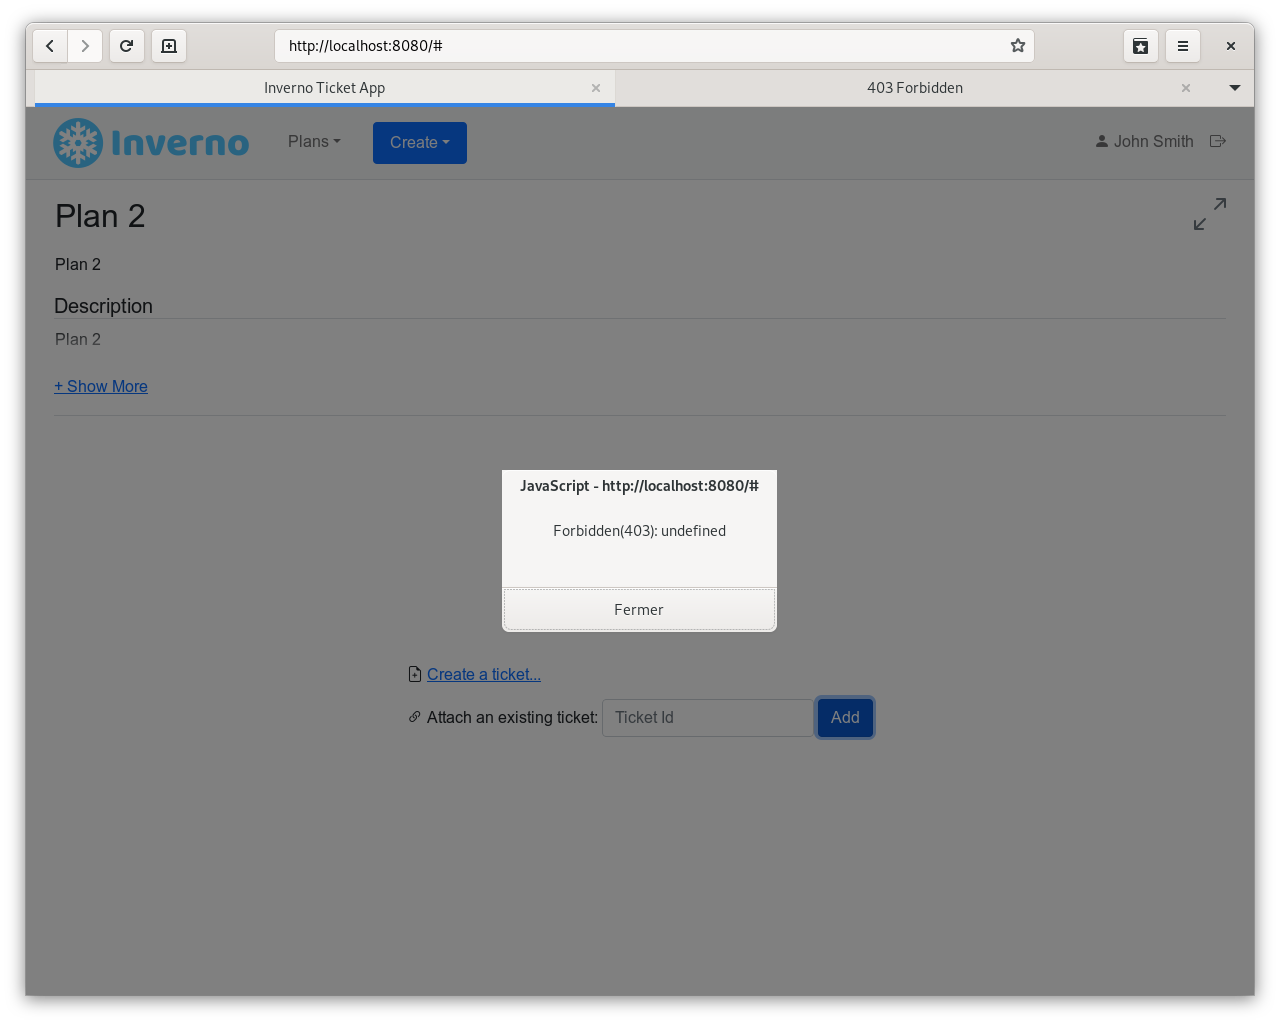 http://localhost:8080/#
Inverno Ticket App
403 Forbidden
Inverno
Plans
Create
John Smith
Plan 2
Plan 2
Description
Plan 2
+ Show More
JavaScript - http://localhost:8080/#
Forbidden(403): undefined
Fermer
Create a ticket...
Attach an existing ticket: Ticket Id Add